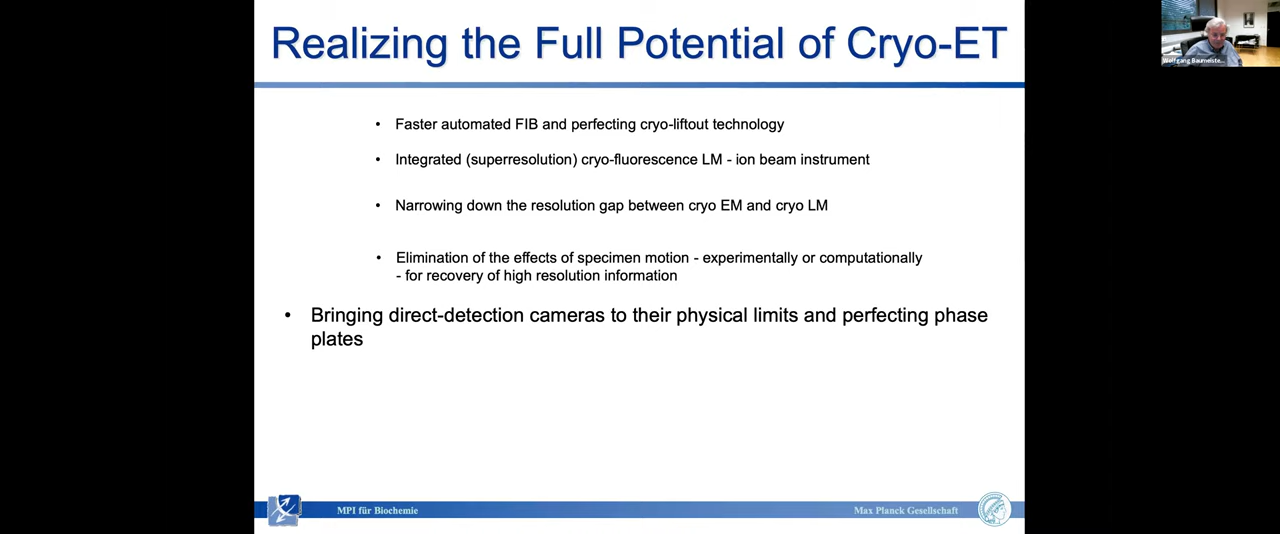 Realizing the Full Potential of Cryo-ET
Wolfgang Baumeiste...
• Faster automated FIB and perfecting cryo-liftout technology
• Integrated (superresolution) cryo-fluorescence LM - ion beam instrument
• Narrowing down the resolution gap between cryo EM and cryo LM
• Elimination of the effects of specimen motion - experimentally or computationally
- for recovery of high resolution information
• Bringing direct-detection cameras to their physical limits and perfecting phase
plates
MPI für Biochemie
Max Planck Gesellschaft